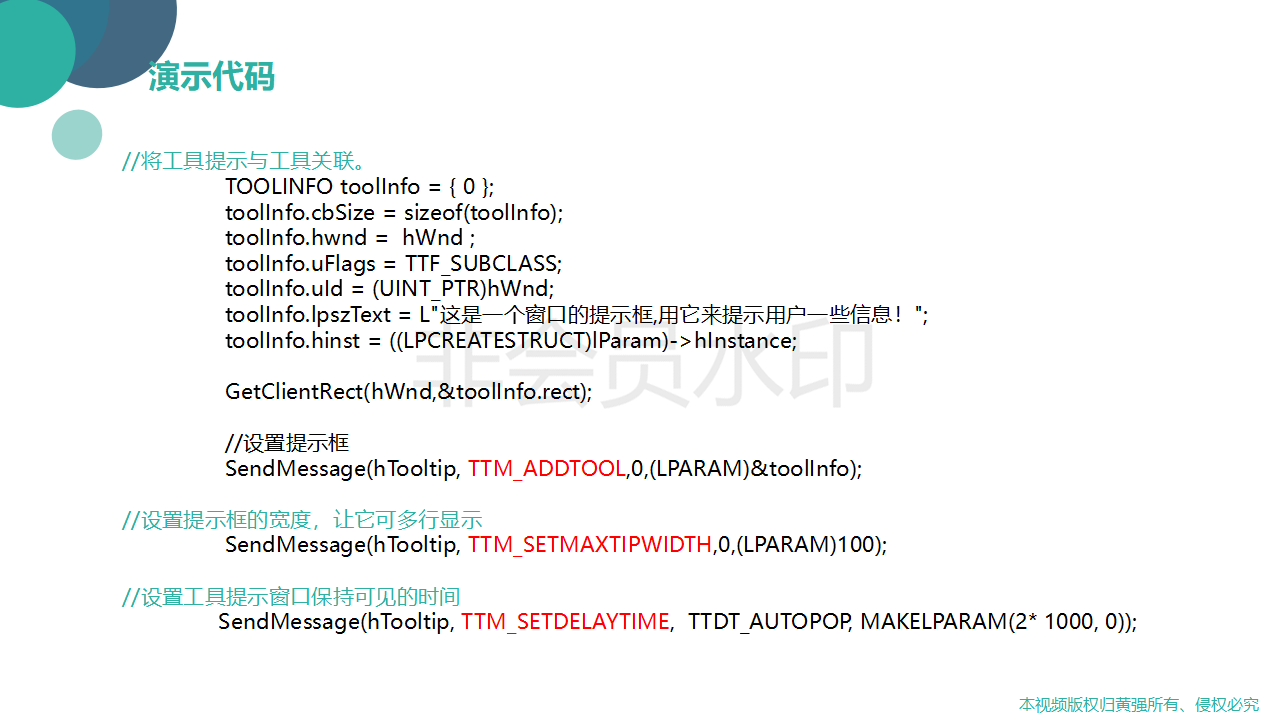 演示代码
//将工具提示与工具关联。
TOOLINFO toolInfo = { 0 };
toolInfo.cbSize = sizeof(toolInfo);
toolInfo.hwnd =  hWnd ;
toolInfo.uFlags = TTF_SUBCLASS;
toolInfo.uId = (UINT_PTR)hWnd;
toolInfo.lpszText = L"这是一个窗口的提示框,用它来提示用户一些信息！";
toolInfo.hinst = ((LPCREATESTRUCT)lParam)->hInstance;
非会员水印
GetClientRect(hWnd,&toolInfo.rect);
//设置提示框
SendMessage(hTooltip, TTM_ADDTOOL,0,(LPARAM)&toolInfo);
//设置提示框的宽度，让它可多行显示
SendMessage(hTooltip, TTM_SETMAXTIPWIDTH,0,(LPARAM)100);
//设置工具提示窗口保持可见的时间
SendMessage(hTooltip, TTM_SETDELAYTIME,  TTDT_AUTOPOP, MAKELPARAM(2* 1000, 0));
本视频版权归黄强所有、侵权必究